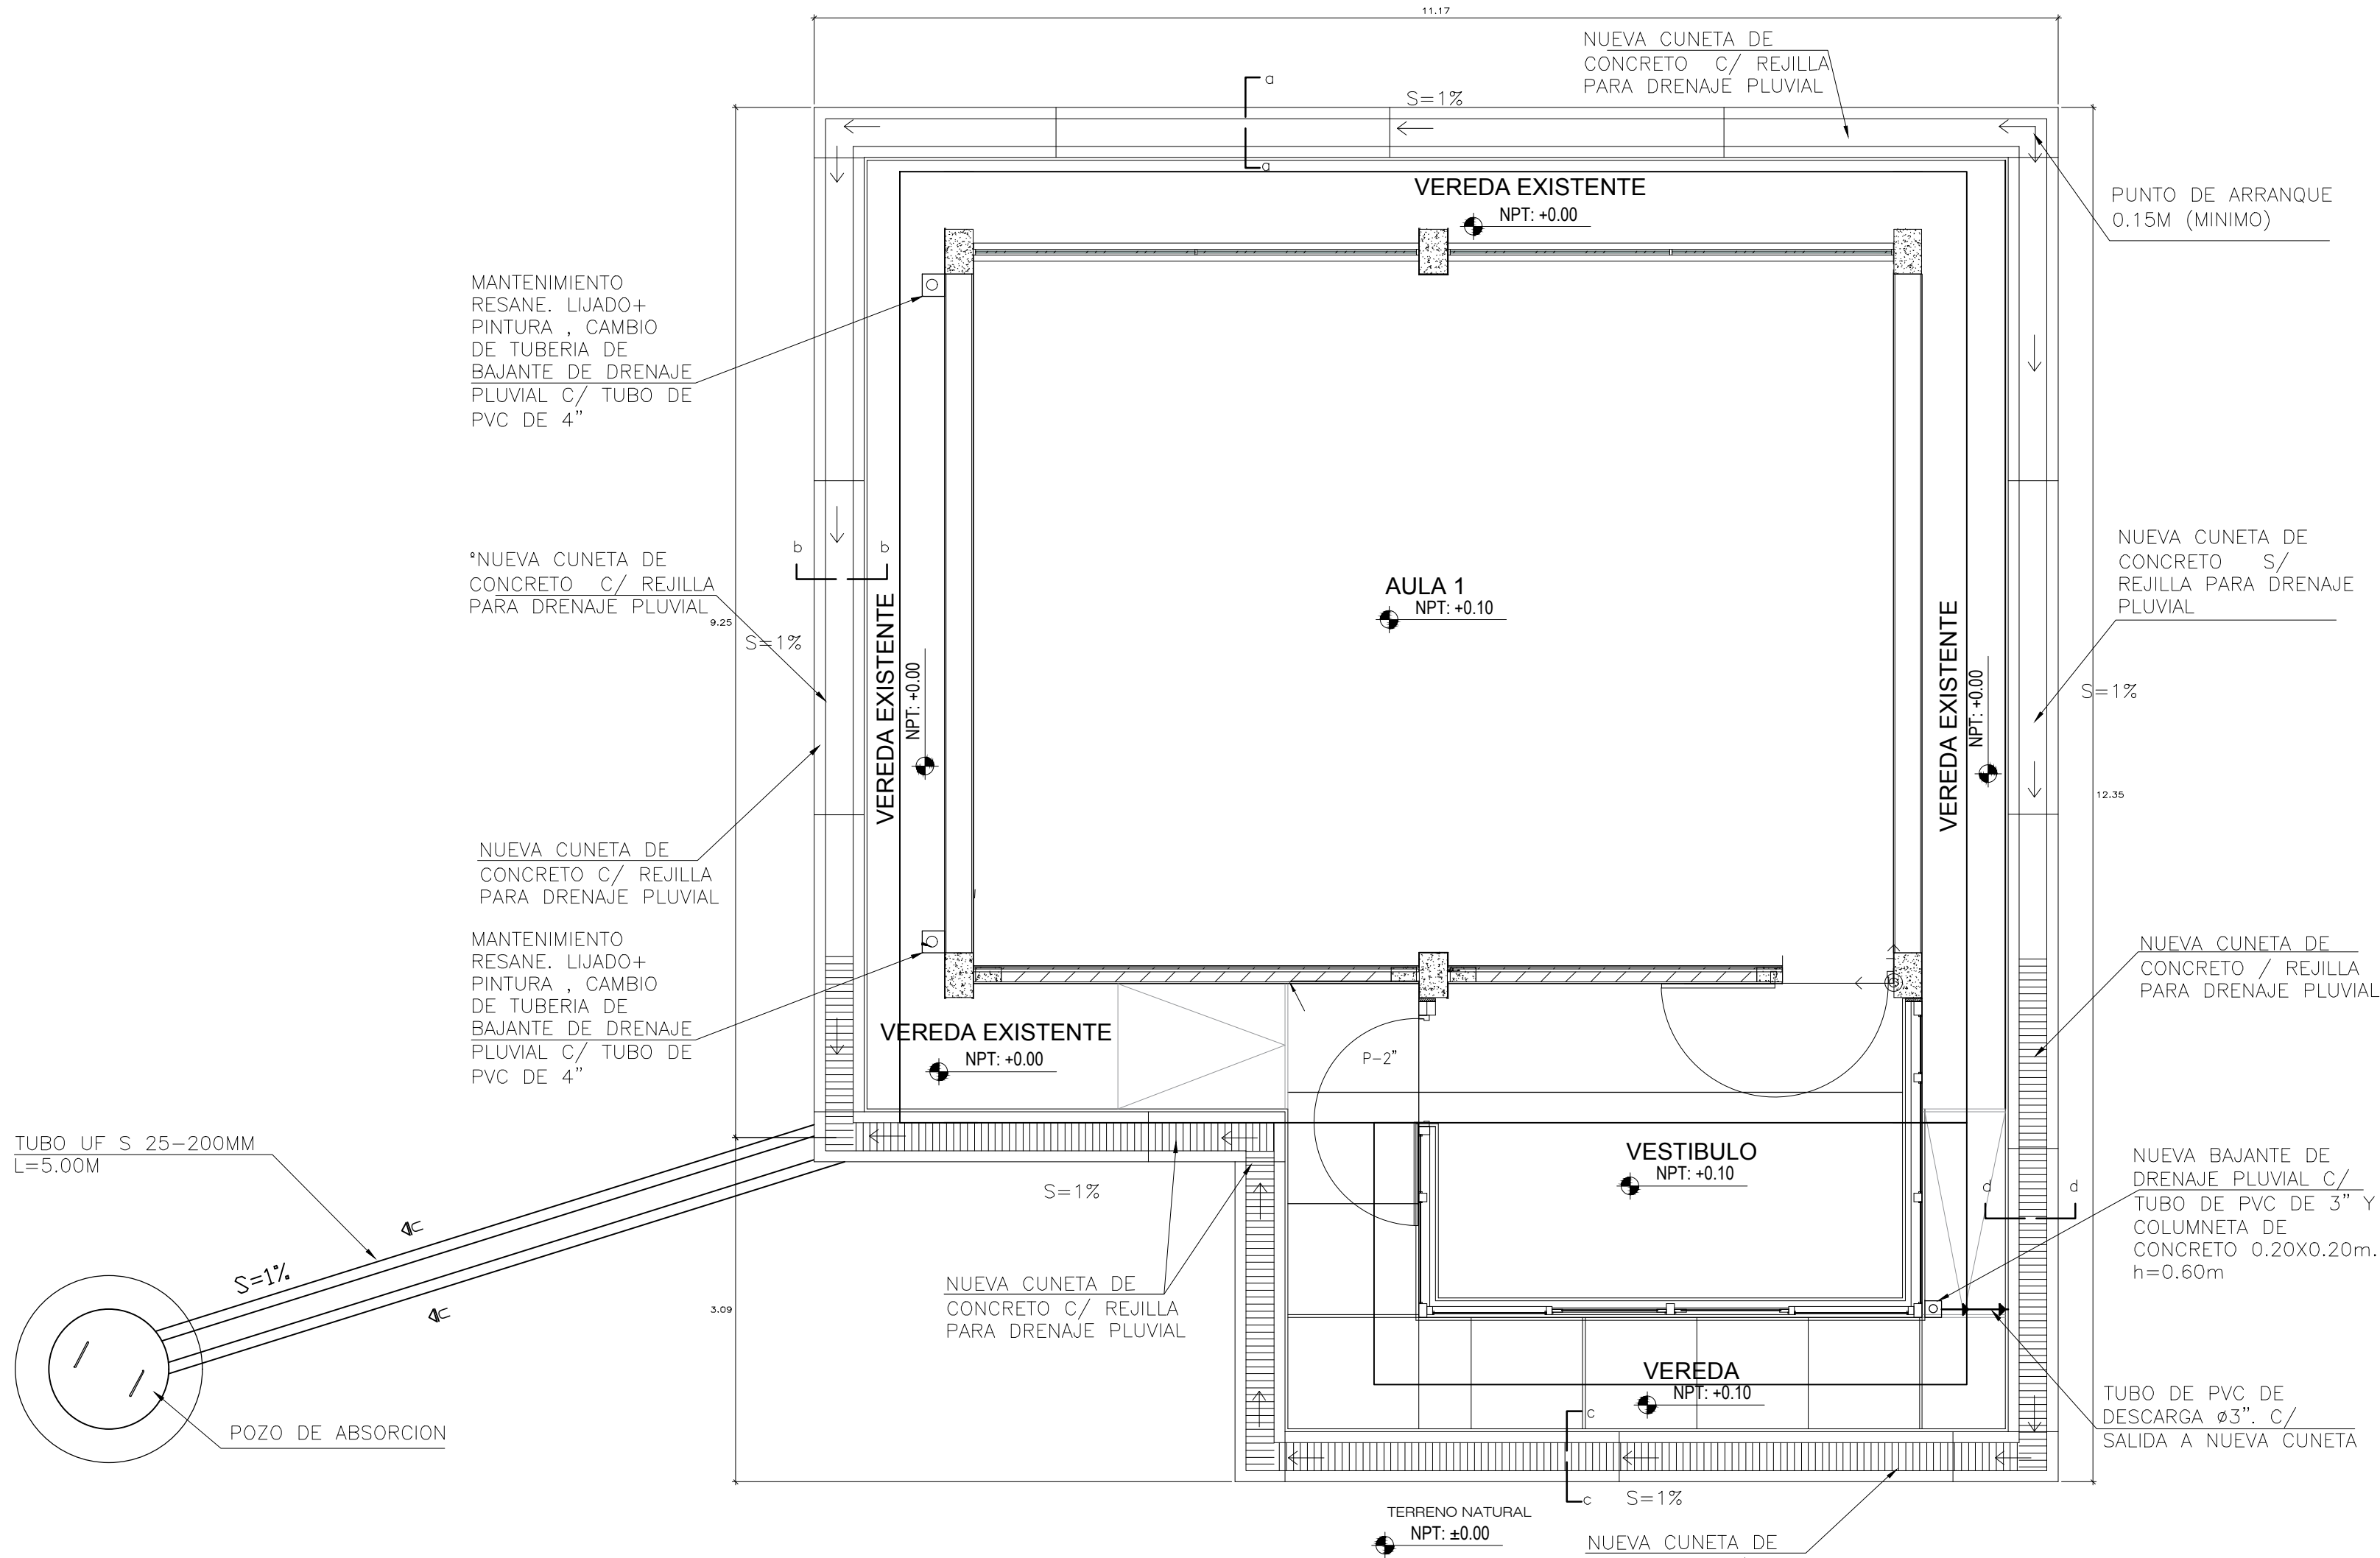 11.17
NUEVA CUNETA DE
CONCRETO C/ REJILLA
PARA DRENAJE PLUVIAL
a
S=1%
a
VEREDA EXISTENTE
NPT: +0.00
PUNTO DE ARRANQUE
0.15M (MINIMO)
MANTENIMIENTO
RESANE. LIJADO+
PINTURA , CAMBIO
DE TUBERIA DE
BAJANTE DE DRENAJE
PLUVIAL C/ TUBO DE
PVC DE 4"
b
b
°NUEVA CUNETA DE
CONCRETO C/ REJILLA
PARA DRENAJE PLUVIAL
9.25
S=1%
VEREDA EXISTENTE
NPT: +0.00
AULA 1
NPT: +0.10
VEREDA EXISTENTE
NPT: +0.00
NUEVA CUNETA DE
CONCRETO S/
REJILLA PARA DRENAJE
PLUVIAL
S=1%
12.35
NUEVA CUNETA DE
CONCRETO C/ REJILLA
PARA DRENAJE PLUVIAL
MANTENIMIENTO
RESANE. LIJADO+
PINTURA , CAMBIO
DE TUBERIA DE
BAJANTE DE DRENAJE
PLUVIAL C/ TUBO DE
PVC DE 4"
NUEVA CUNETA DE
CONCRETO / REJILLA
PARA DRENAJE PLUVIAL
VEREDA EXISTENTE
NPT: +0.00
P-2"
TUBO UF S 25-200MM
L=5.00M
VESTIBULO
NPT: +0.10
S=1%
d
d
NUEVA BAJANTE DE
DRENAJE PLUVIAL C/
TUBO DE PVC DE 3" Y
COLUMNETA DE
CONCRETO 0.20X0.20m.
h=0.60m
S=1%
NUEVA CUNETA DE
CONCRETO C/ REJILLA
PARA DRENAJE PLUVIAL
3.09
VEREDA
NPT: +0.10
TUBO DE PVC DE
DESCARGA ø3". C/
SALIDA A NUEVA CUNETA
POZO DE ABSORCION
c
c
S=1%
TERRENO NATURAL
NPT: ±0.00
NUEVA CUNETA DE